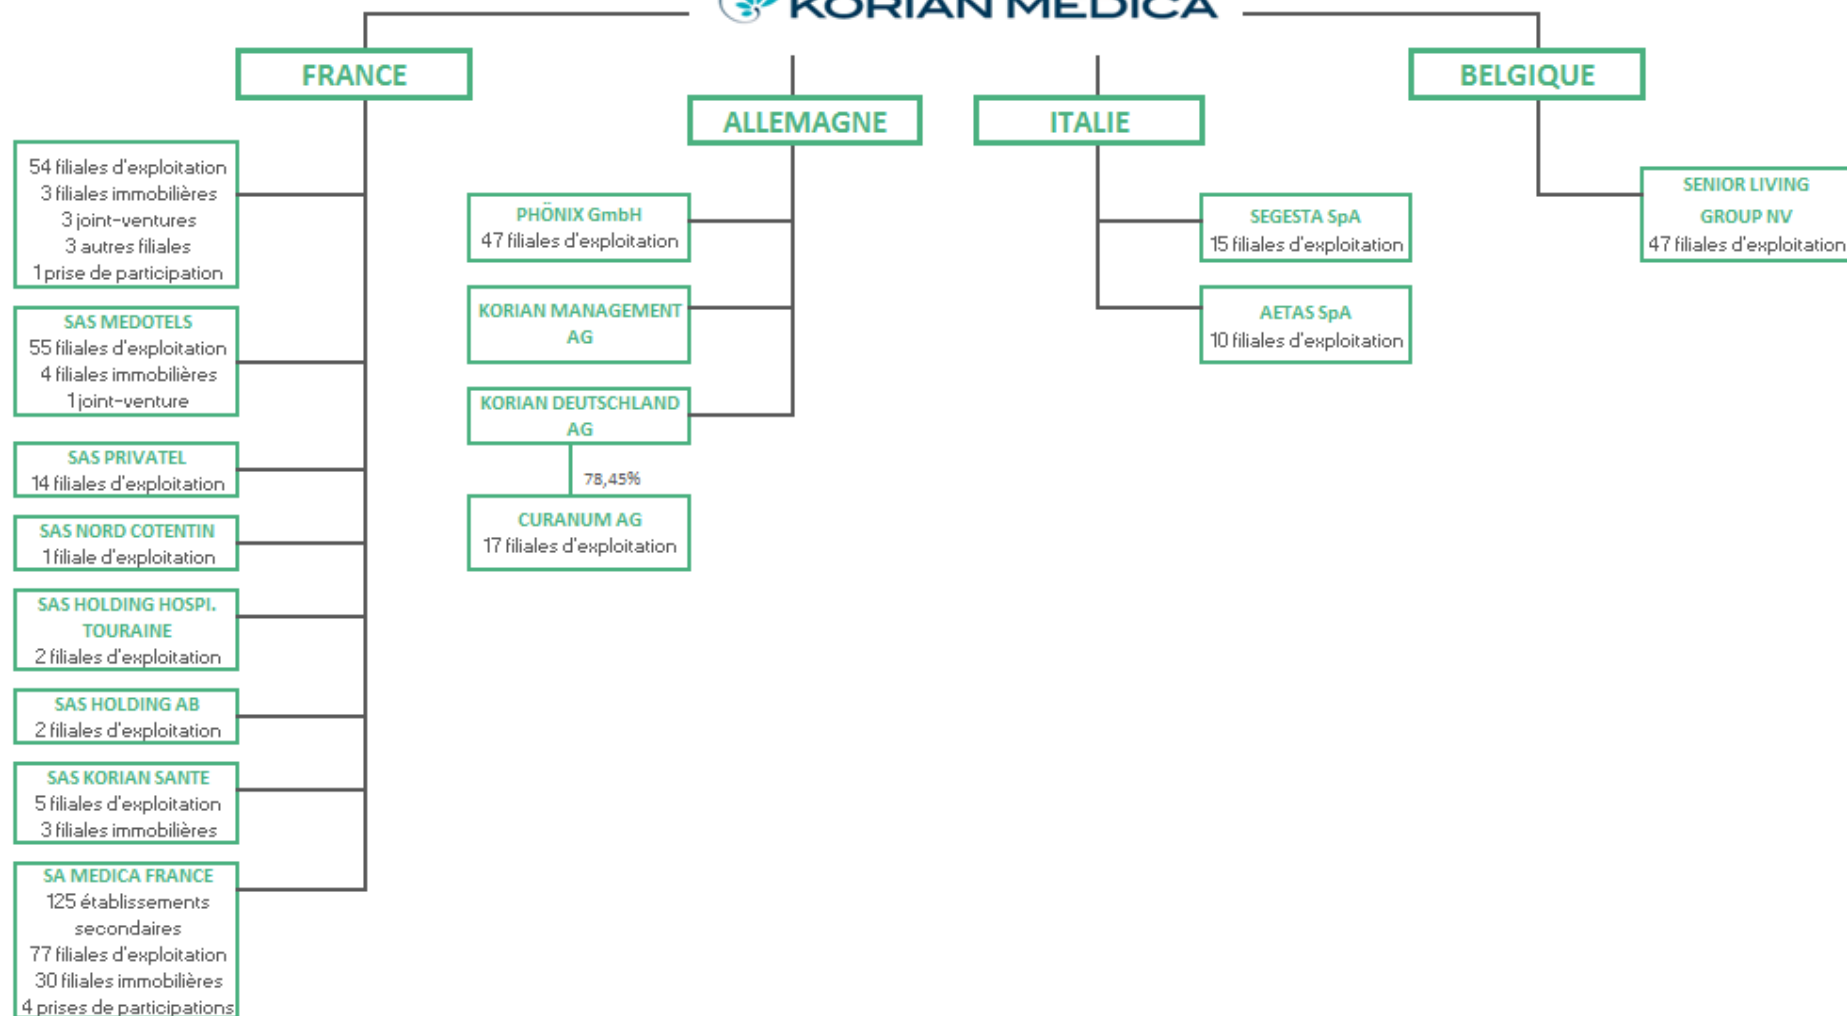 KORIAN MEDICA
FRANCE
54 filiales d'exploitation
3 filiales immobilières
3 joint-ventures
3 autres filiales
1 prise de participation
SAS MEDOTELS
55 filiales d'exploitation
4 filiales immobilières
1 joint-venture
SAS PRIVATEL
14 filiales d'exploitation
SAS NORD COTENTIN
1 filiale d'exploitation
SAS HOLDING HOSPI.
TOURAINE
2 filiales d'exploitation
SAS HOLDING AB
2 filiales d'exploitation
SAS KORIAN SANTE
5 filiales d'exploitation
3 filiales immobilières
SA MEDICA FRANCE
125 établissements
secondaires
77 filiales d'exploitation
30 filiales immobilières
4 prises de participations
ALLEMAGNE
PHÖNIX GmbH
47 filiales d'exploitation
KORIAN MANAGEMENT
AG
KORIAN DEUTSCHLAND
AG
78,45%
CURANUM AG
17 filiales d'exploitation
ITALIE
SEGESTA SpA
15 filiales d'exploitation
AETAS SpA
10 filiales d'exploitation
BELGIQUE
SENIOR LIVING
GROUP NV
47 filiales d'exploitation